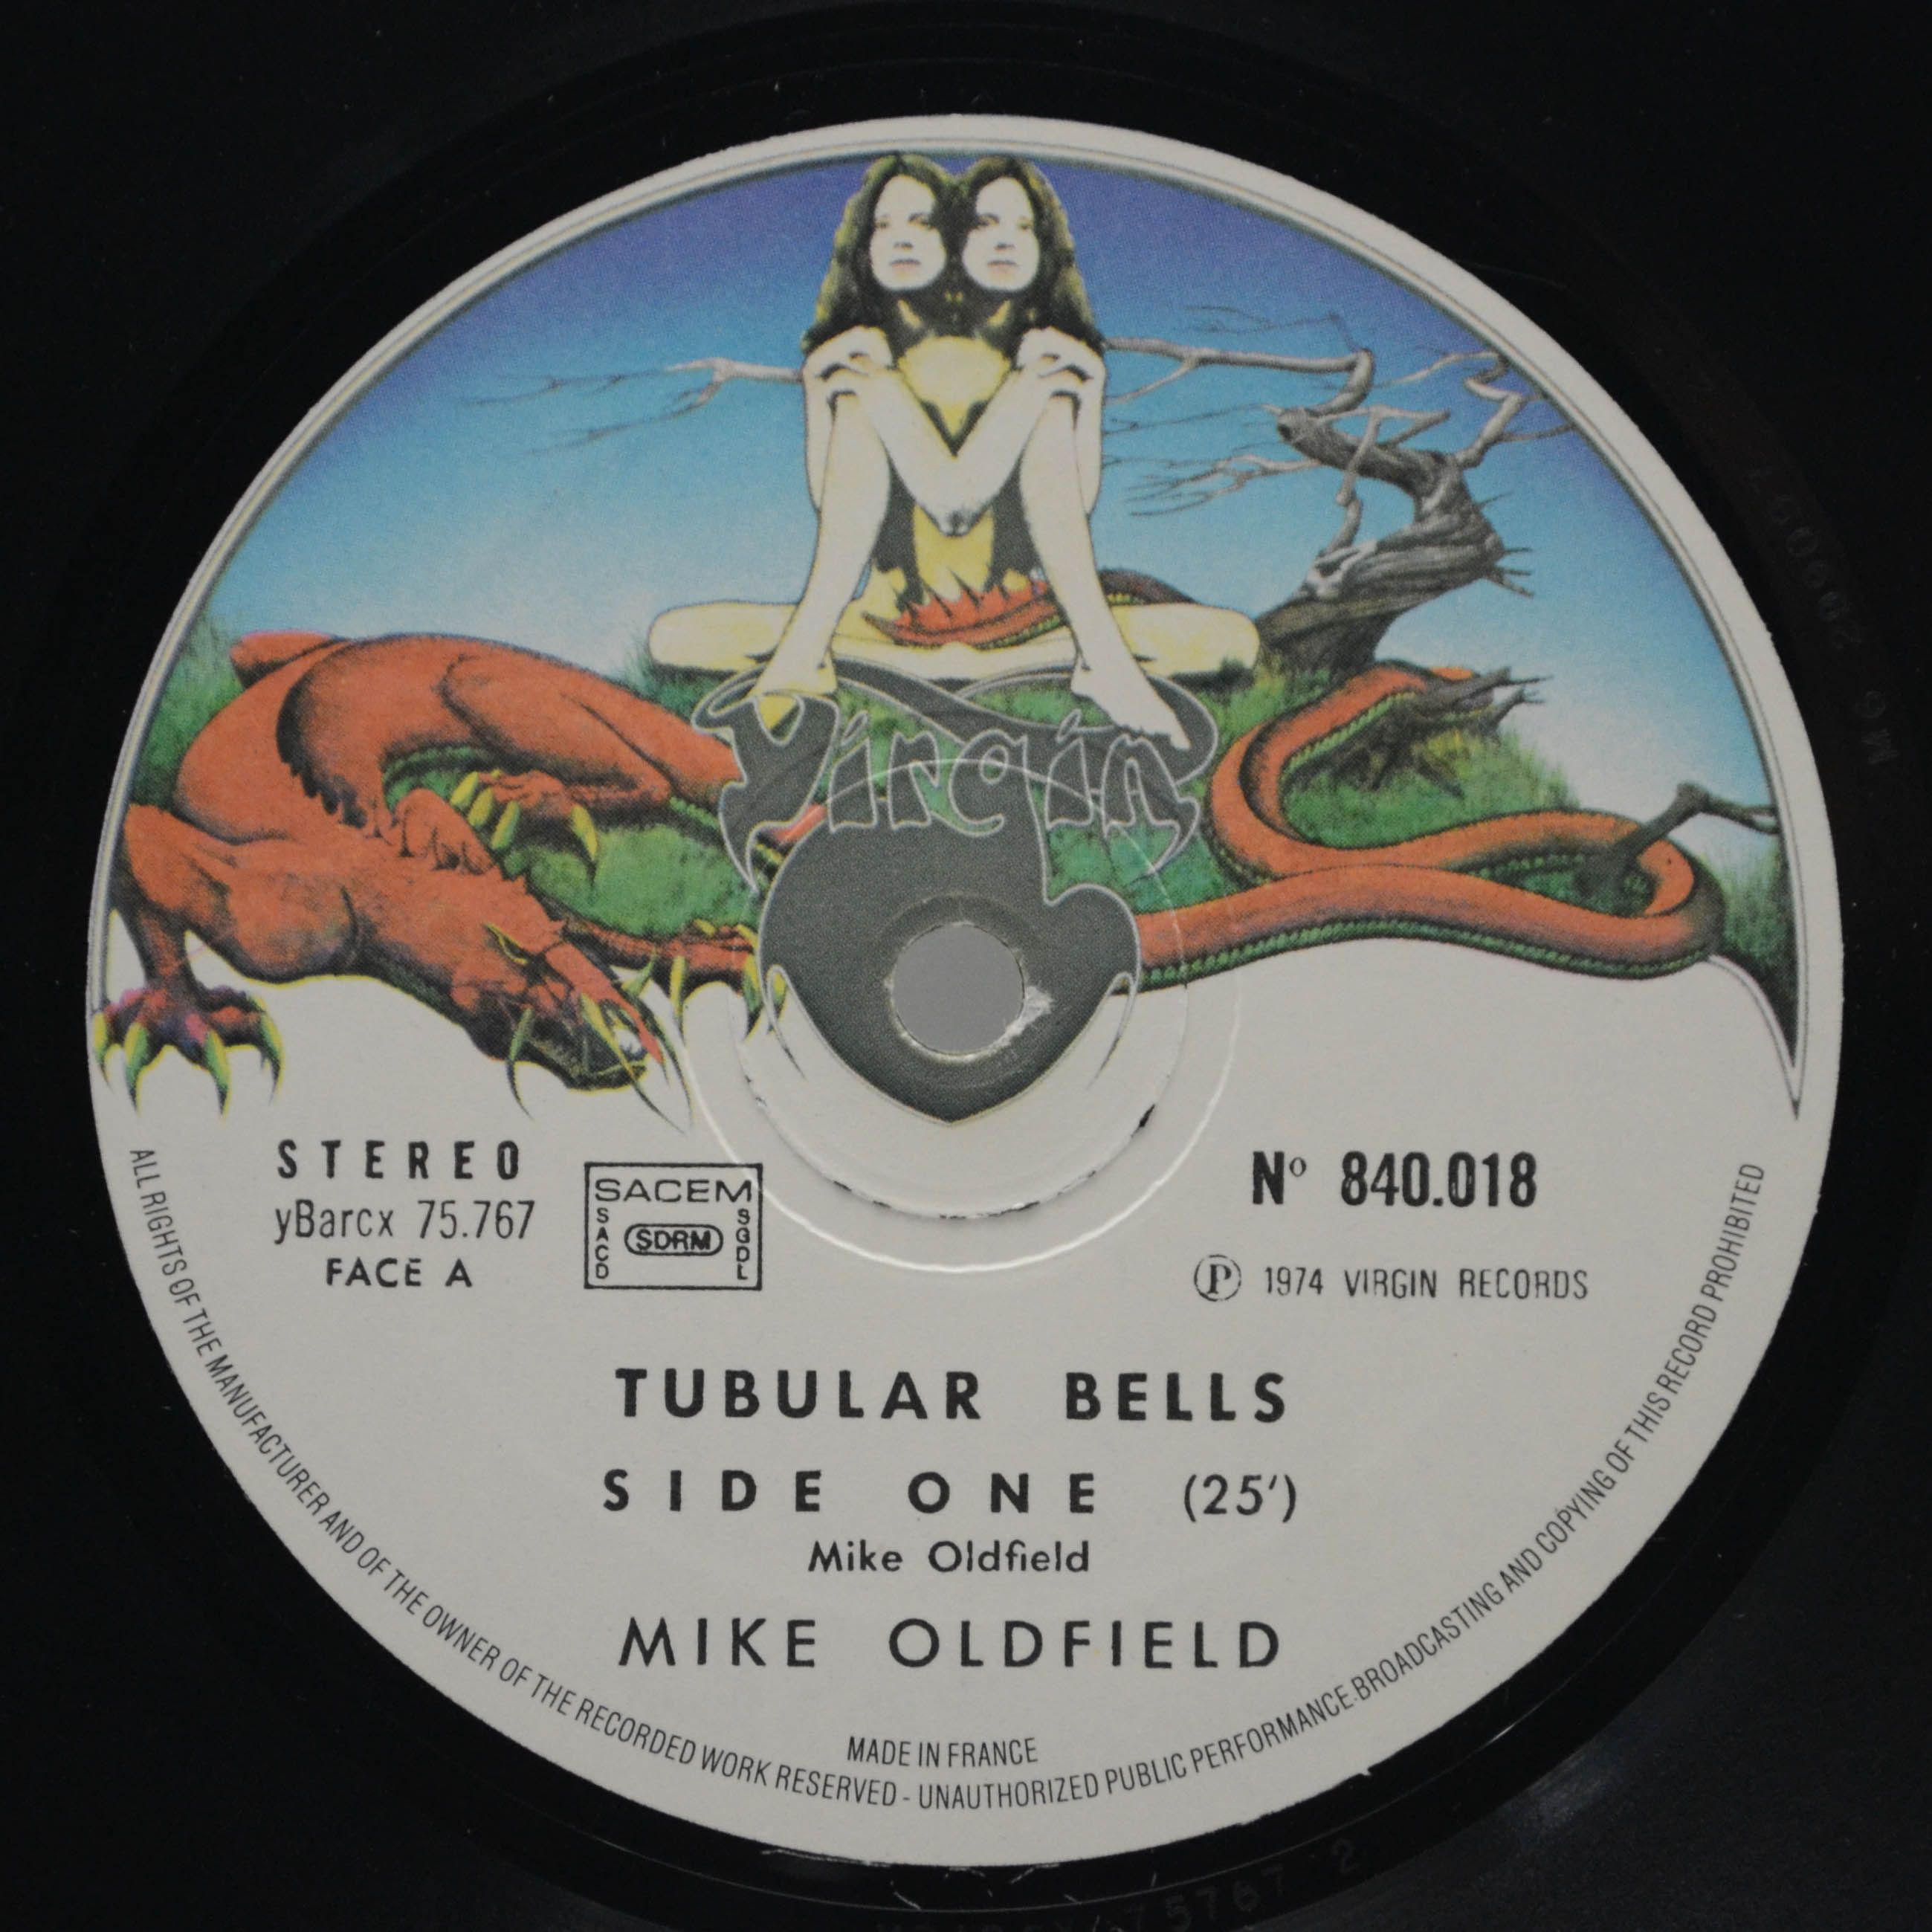 Virgin
STEREO
yBarcx 75.767
FACE A
SACEM
SACD
SDRM
SGDL
Nº 840.018
Ⓟ 1974 VIRGIN RECORDS
TUBULAR BELLS
SIDE ONE (25')
Mike Oldfield
MIKE OLDFIELD
MADE IN FRANCE
ALL RIGHTS OF THE MANUFACTURER AND OF THE OWNER OF THE RECORDED WORK RESERVED - UNAUTHORIZED PUBLIC PERFORMANCE BROADCASTING AND COPYING OF THIS RECORD PROHIBITED